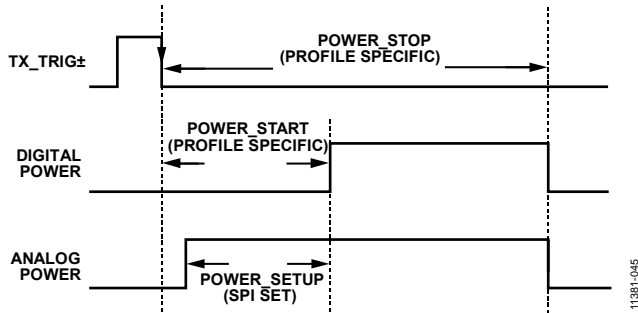 TX_TRIG±
POWER_STOP
(PROFILE SPECIFIC)
POWER_START
(PROFILE SPECIFIC)
DIGITAL
POWER
ANALOG
POWER
POWER_SETUP
(SPI SET)
11381-045